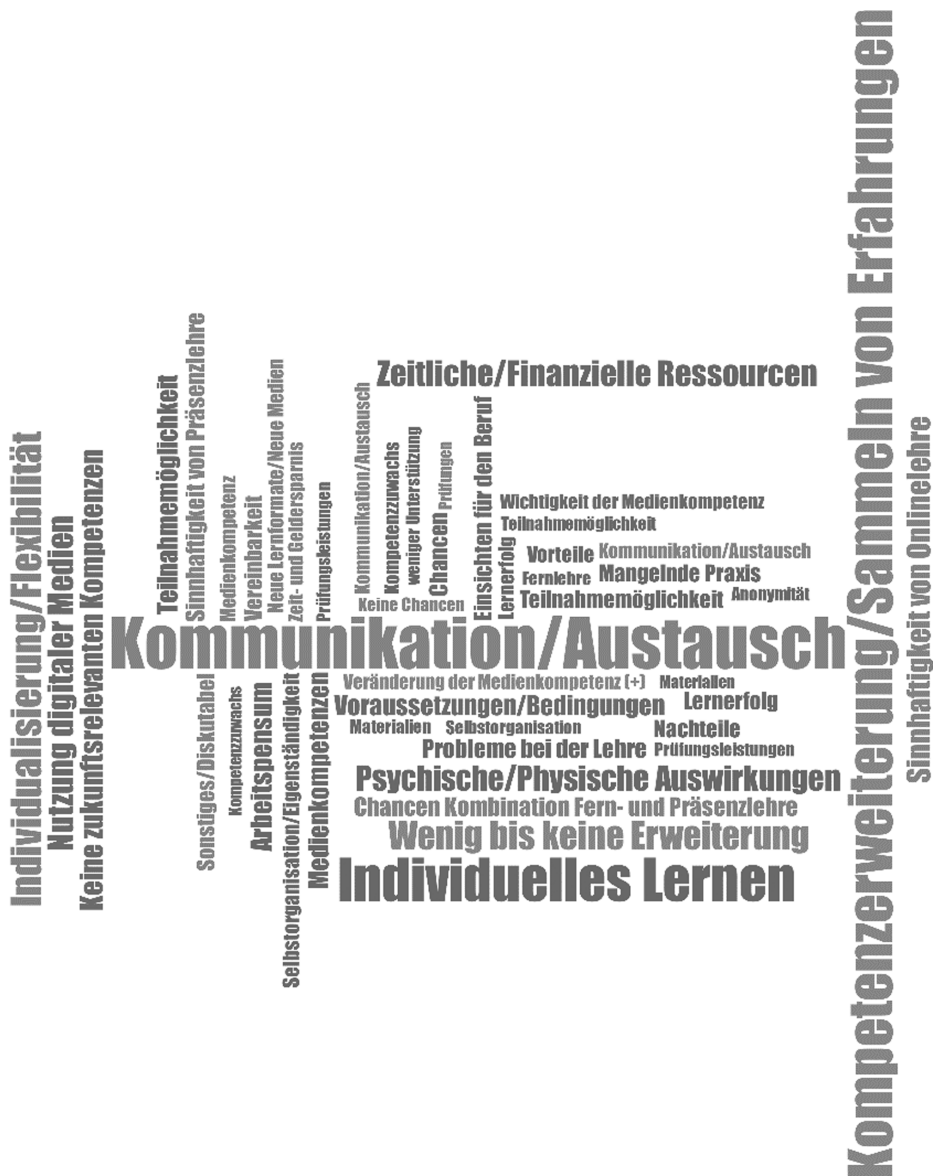 Individualisierung/Flexibilität
Nutzung digitaler Medien
Keine zukunftsrelevanten Kompetenzen
Teilnahmemöglichkeit
Sinnhaftigkeit von Präsenzlehre
Medienkompetenz
Vereinbarkeit
Neue Lernformate/Neue Medien
Zeit- und Geldersparnis
Prüfungsleistungen
Kommunikation/Austausch
Kompetenzzuwachs
weniger Unterstützung
Chancen
Prüfungen
Keine Chancen
Einsichten für den Beruf
Lernerfolg
Zeitliche/Finanzielle Ressourcen
Wichtigkeit der Medienkompetenz
Teilnahmemöglichkeit
Vorteile
Kommunikation/Austausch
Fernlehre
Mangelnde Praxis
Teilnahmemöglichkeit
Anonymität
Kommunikation/Austausch
Sonstiges/Diskutabel
Kompetenzzuwachs
Arbeitspensum
Selbstorganisation/Eigenständigkeit
Medienkompetenzen
Veränderung der Medienkompetenz (+)
Materialien
Voraussetzungen/Bedingungen
Lernerfolg
Materialien
Selbstorganisation
Nachteile
Probleme bei der Lehre
Prüfungsleistungen
Psychische/Physische Auswirkungen
Chancen Kombination Fern- und Präsenzlehre
Wenig bis keine Erweiterung
Individuelles Lernen
Kompetenzerweiterung/Sammeln von Erfahrungen
Sinnhaftigkeit von Onlinelehre